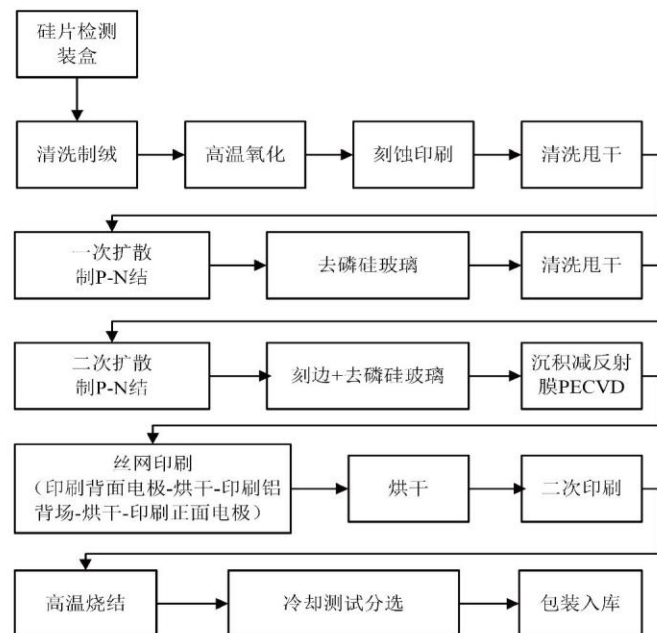 硅片检测
装盒
清洗制绒
高温氧化
刻蚀印刷
清洗甩干
一次扩散
制P-N结
去磷硅玻璃
清洗甩干
二次扩散
制P-N结
刻边+去磷硅玻璃
沉积减反射
膜PECVD
丝网印刷
（印刷背面电极-烘干-印刷铝
背场-烘干-印刷正面电极）
烘干
二次印刷
高温烧结
冷却测试分选
包装入库